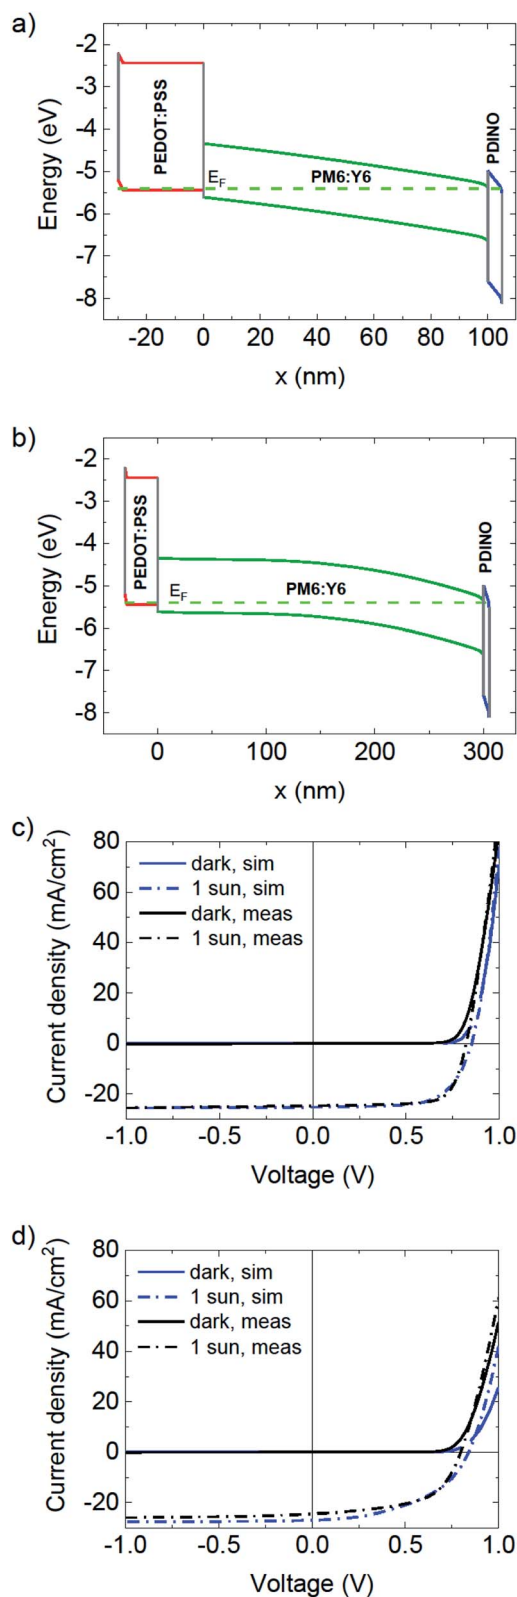 a)
-2
-3
-4
-5
-6
-7
-8
Energy (eV)
PEDOT:PSS
E_F
PM6:Y6
PDINO
-20 0 20 40 60 80 100
x (nm)
b)
-2
-3
-4
-5
-6
-7
-8
Energy (eV)
PEDOT:PSS
E_F
PM6:Y6
PDINO
0 100 200 300
x (nm)
c)
80
60
40
20
0
-20
Current density (mA/cm²)
dark, sim
1 sun, sim
dark, meas
1 sun, meas
-1.0 -0.5 0.0 0.5 1.0
Voltage (V)
d)
80
60
40
20
0
-20
Current density (mA/cm²)
dark, sim
1 sun, sim
dark, meas
1 sun, meas
-1.0 -0.5 0.0 0.5 1.0
Voltage (V)